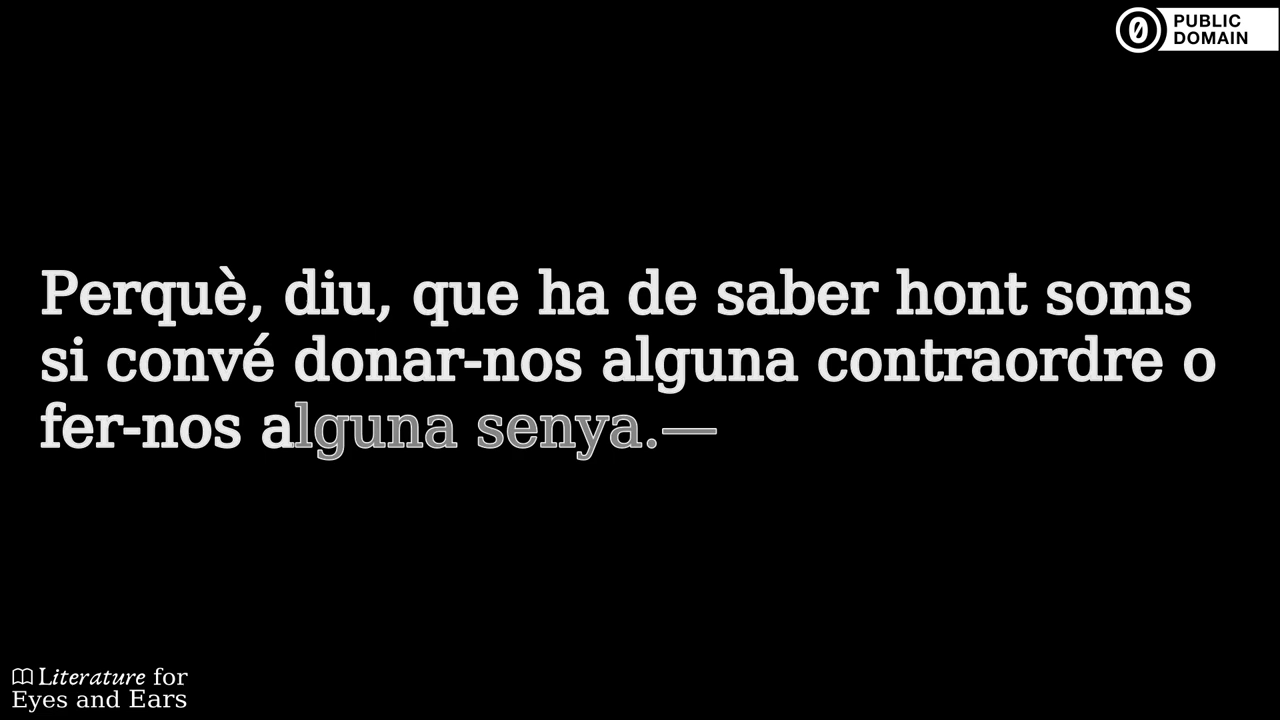 PUBLIC
DOMAIN
Perquè, diu, que ha de saber hont soms
si convé donar-nos alguna contraordre o
fer-nos alguna senya.—
Literature for
Eyes and Ears